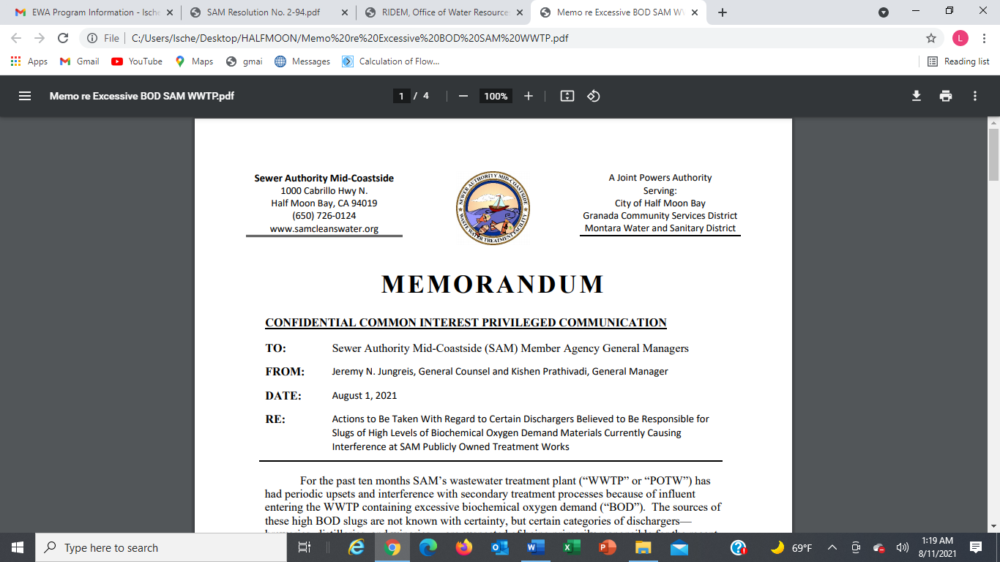 EWA Program Information - Ische
SAM Resolution No. 2-94.pdf
RIDEM, Office of Water Resource
Memo re Excessive BOD SAM WW
File
C:/Users/Ische/Desktop/HALFMOON/Memo%20re%20Excessive%20BOD%20SAM%20WWTP.pdf
L
Apps
Gmail
YouTube
Maps
gmai
Messages
Calculation of Flow...
Reading list
Memo re Excessive BOD SAM WWTP.pdf
1 / 4
100%
Sewer Authority Mid-Coastside
1000 Cabrillo Hwy N.
Half Moon Bay, CA 94019
(650) 726-0124
www.samcleanswater.org
SEWER AUTHORITY MID-COASTSIDE
WASTE WATER TREATMENT FACILITY
A Joint Powers Authority
Serving:
City of Half Moon Bay
Granada Community Services District
Montara Water and Sanitary District
MEMORANDUM
CONFIDENTIAL COMMON INTEREST PRIVILEGED COMMUNICATION
TO: Sewer Authority Mid-Coastside (SAM) Member Agency General Managers
FROM: Jeremy N. Jungreis, General Counsel and Kishen Prathivadi, General Manager
DATE: August 1, 2021
RE: Actions to Be Taken With Regard to Certain Dischargers Believed to Be Responsible for
Slugs of High Levels of Biochemical Oxygen Demand Materials Currently Causing
Interference at SAM Publicly Owned Treatment Works
For the past ten months SAM's wastewater treatment plant (“WWTP” or “POTW”) has
had periodic upsets and interference with secondary treatment processes because of influent
entering the WWTP containing excessive biochemical oxygen demand (“BOD”). The sources of
these high BOD slugs are not known with certainty, but certain categories of dischargers—
Type here to search
69°F
1:19 AM
8/11/2021